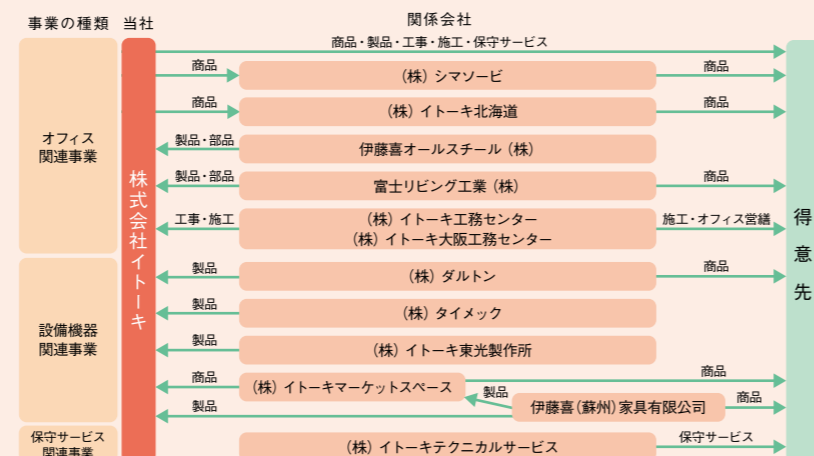 事業の種類 当社 関係会社
商品・製品・工事・施工・保守サービス
オフィス
関連事業
設備機器
関連事業
保守サービス
関連事業
株式会社イトーキ
商品 (株) シマソービ 商品
商品 (株) イトーキ北海道 商品
製品・部品 伊藤喜オールスチール (株)
製品・部品 富士リビング工業 (株) 商品
工事・施工 (株) イトーキ工務センター 施工・オフィス営繕
(株) イトーキ大阪工務センター
製品 (株) ダルトン 商品
製品 (株) タイメック
製品 (株) イトーキ東光製作所
商品 (株) イトーキマーケットスペース 商品
製品 製品 伊藤喜(蘇州)家具有限公司 商品
(株) イトーキテクニカルサービス 保守サービス
得意先